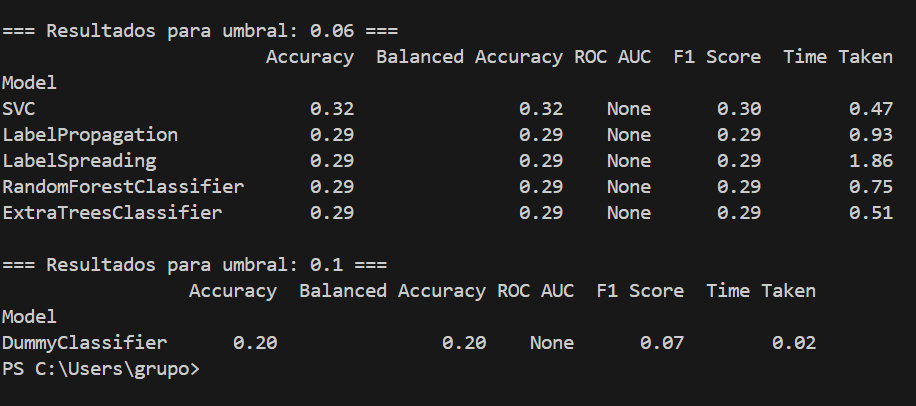 === Resultados para umbral: 0.06 ===
Accuracy Balanced Accuracy ROC AUC F1 Score Time Taken
Model
SVC 0.32 0.32 None 0.30 0.47
LabelPropagation 0.29 0.29 None 0.29 0.93
LabelSpreading 0.29 0.29 None 0.29 1.86
RandomForestClassifier 0.29 0.29 None 0.29 0.75
ExtraTreesClassifier 0.29 0.29 None 0.29 0.51
=== Resultados para umbral: 0.1 ===
Accuracy Balanced Accuracy ROC AUC F1 Score Time Taken
Model
DummyClassifier 0.20 0.20 None 0.07 0.02
PS C:\Users\grupo>